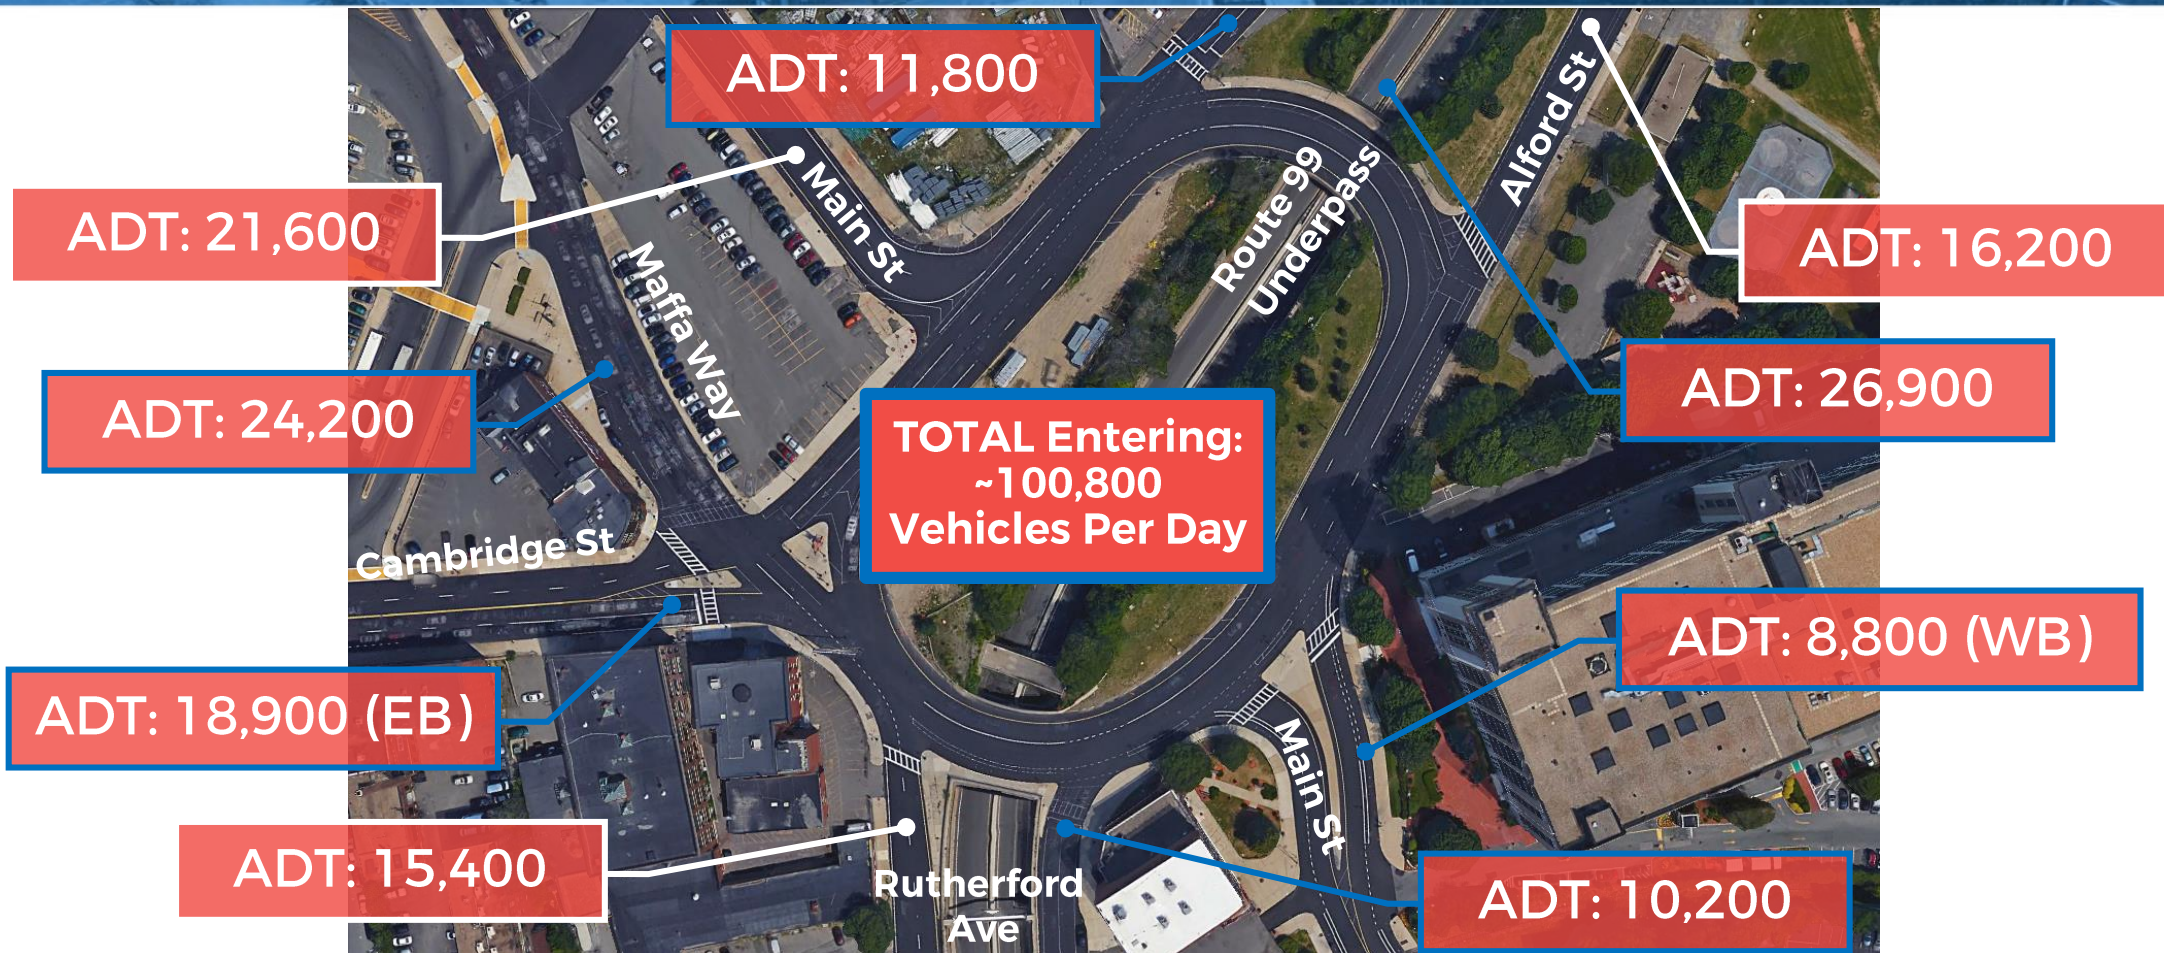 ADT: 11,800
Alford St
Main St
Route 99
Underpass
ADT: 21,600
ADT: 16,200
Maffa Way
ADT: 24,200
ADT: 26,900
TOTAL Entering:
~100,800
Vehicles Per Day
Cambridge St
ADT: 8,800 (WB)
ADT: 18,900 (EB)
Main St
ADT: 15,400
Rutherford
Ave
ADT: 10,200